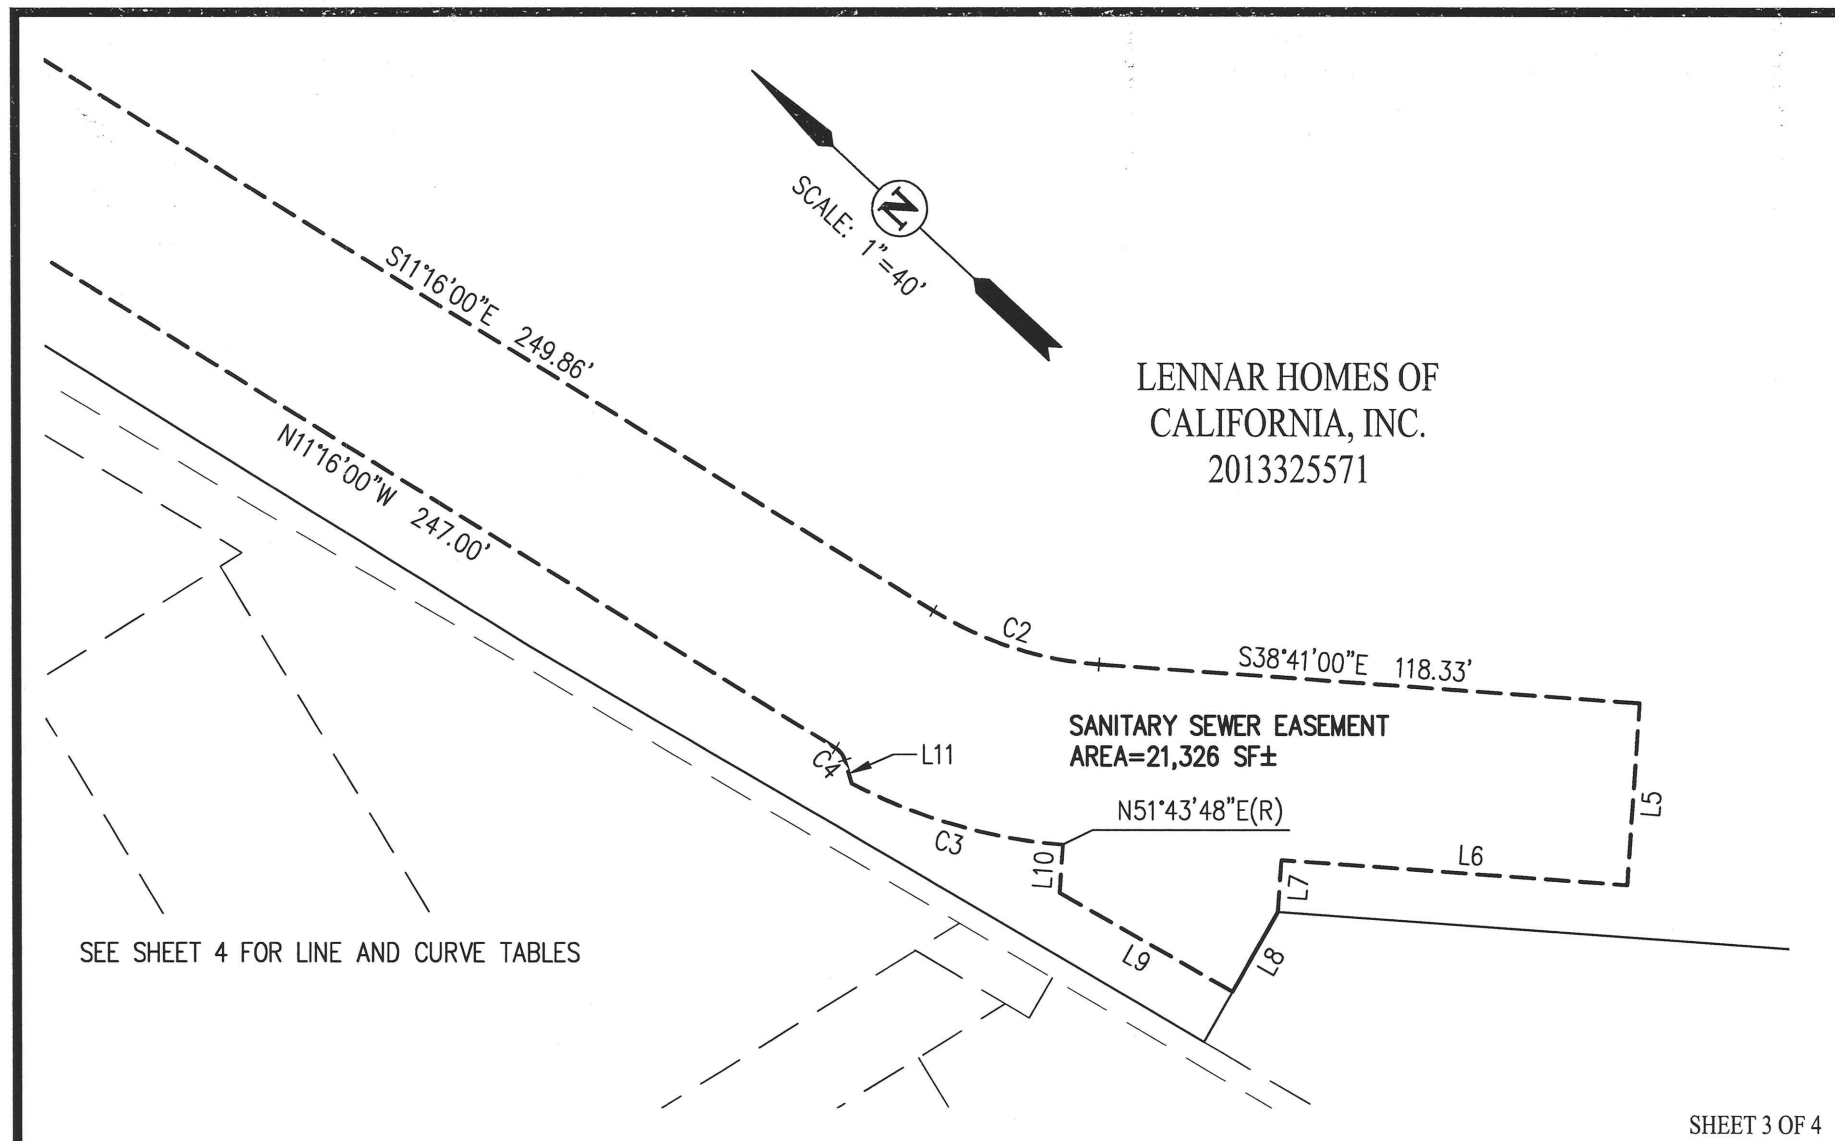 N
SCALE: 1"=40'
S11°16'00"E 249.86'
N11°16'00"W 247.00'
LENNAR HOMES OF
CALIFORNIA, INC.
2013325571
C2
S38°41'00"E 118.33'
SANITARY SEWER EASEMENT
AREA=21,326 SF±
L11
C4
N51°43'48"E(R)
C3
L10
L5
L6
L7
L8
L9
SEE SHEET 4 FOR LINE AND CURVE TABLES
SHEET 3 OF 4